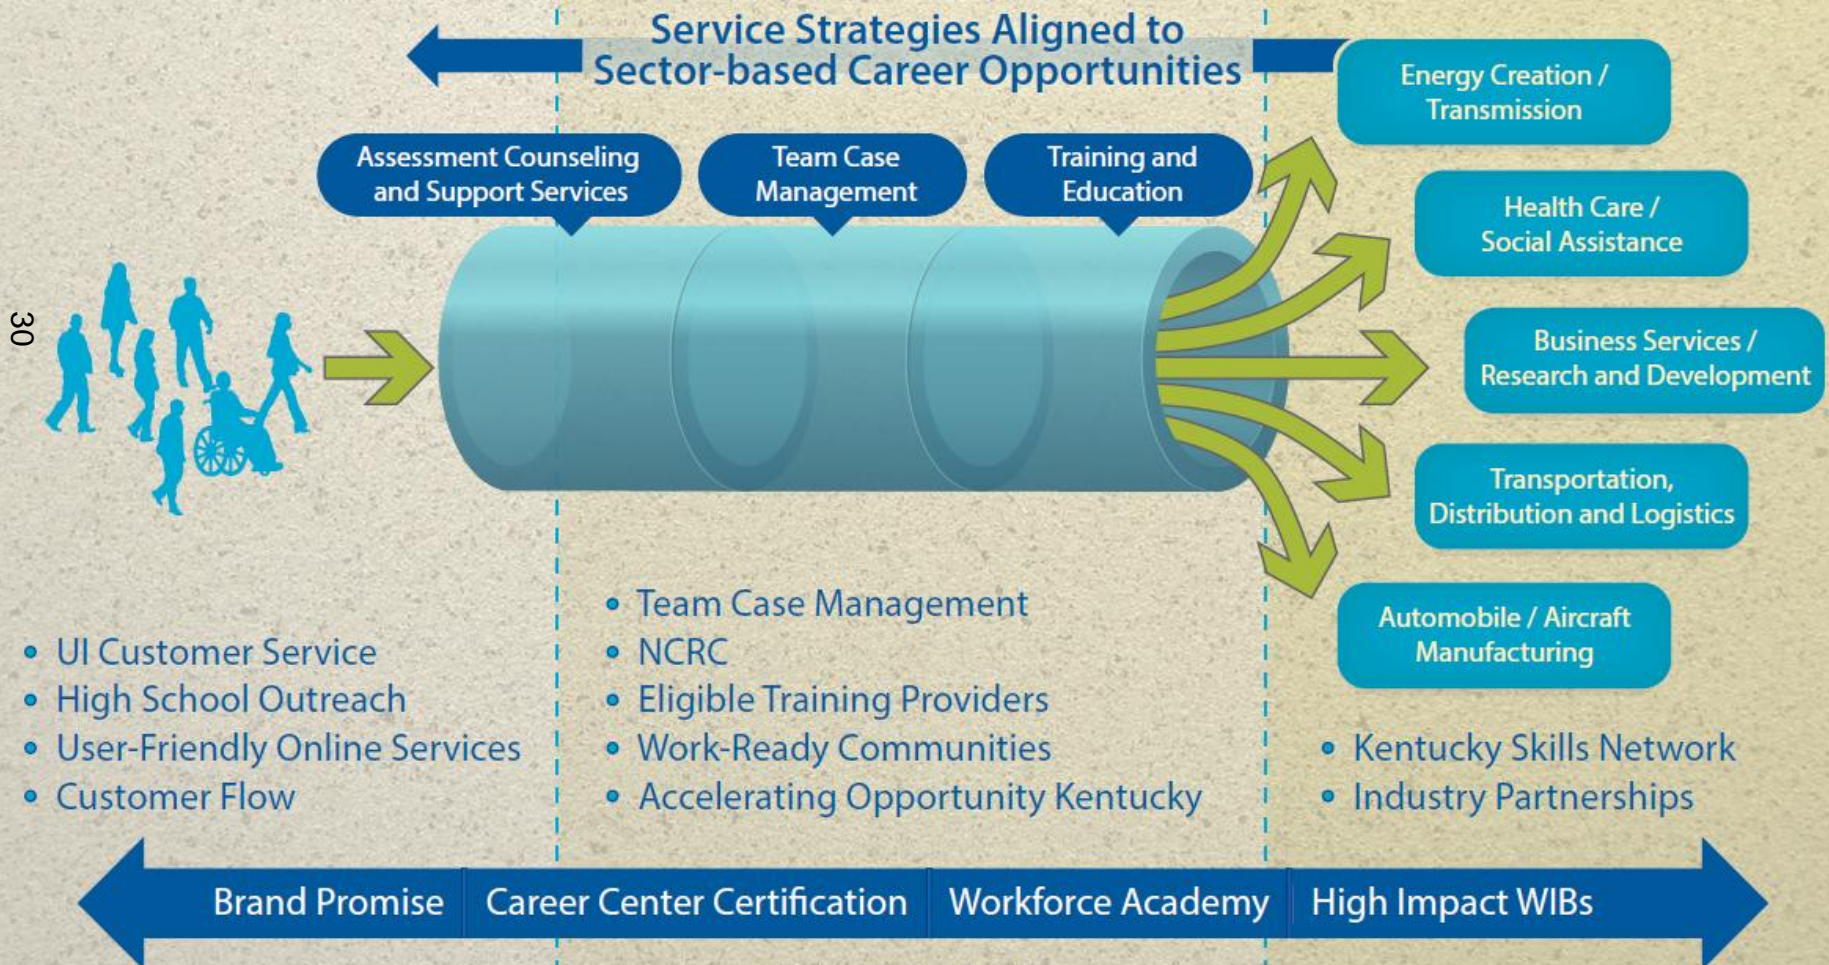 Service Strategies Aligned to
Sector-based Career Opportunities
Assessment Counseling
and Support Services
Team Case
Management
Training and
Education
Energy Creation /
Transmission
Health Care /
Social Assistance
Business Services /
Research and Development
Transportation,
Distribution and Logistics
Automobile / Aircraft
Manufacturing
30
• UI Customer Service
• High School Outreach
• User-Friendly Online Services
• Customer Flow
• Team Case Management
• NCRC
• Eligible Training Providers
• Work-Ready Communities
• Accelerating Opportunity Kentucky
• Kentucky Skills Network
• Industry Partnerships
Brand Promise
Career Center Certification
Workforce Academy
High Impact WIBs